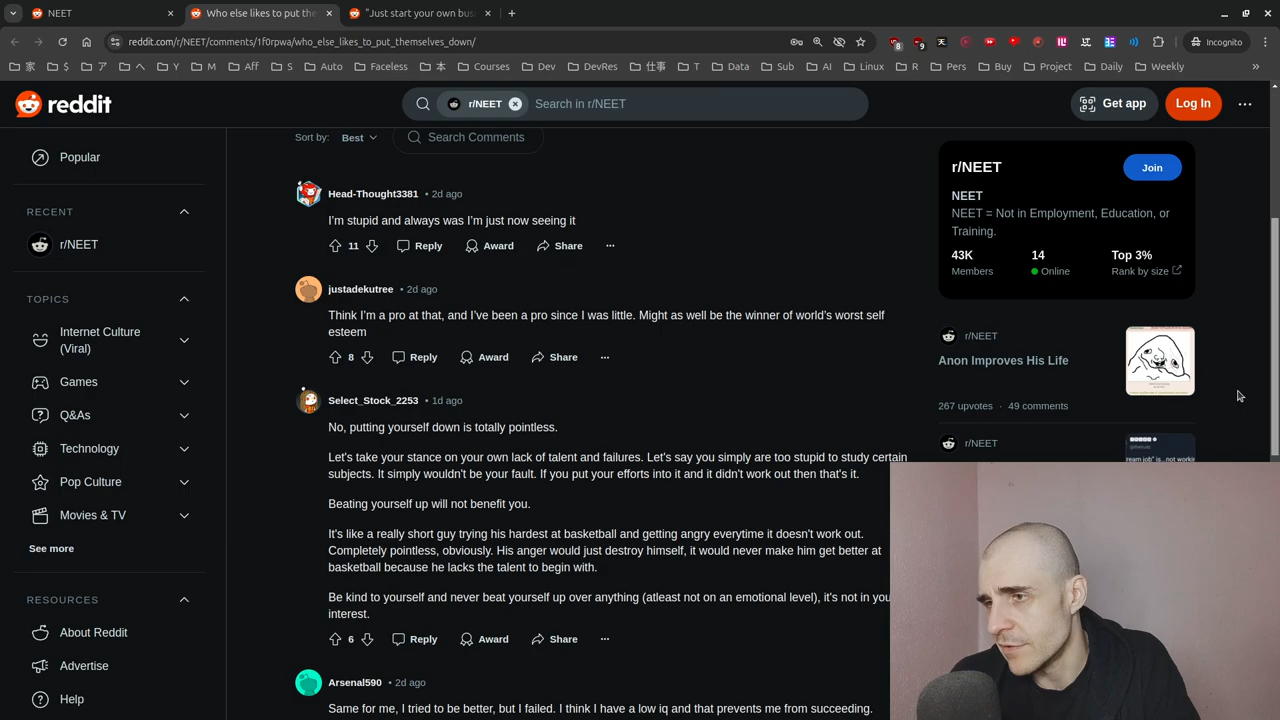 NEET
Who else likes to put the
"Just start your own bus
reddit.com/r/NEET/comments/1f0rpwa/who_else_likes_to_put_themselves_down/
8
9
Incognito
家
$
ア
へ
Y
M
Aff
S
Auto
Faceless
本
Courses
Dev
DevRes
仕事
T
Data
Sub
AI
Linux
R
Pers
Buy
Project
Daily
Weekly
reddit
r/NEET
Search in r/NEET
Get app
Log In
Popular
RECENT
r/NEET
TOPICS
Internet Culture
(Viral)
Games
Q&As
Technology
Pop Culture
Movies & TV
See more
RESOURCES
About Reddit
Advertise
Help
Sort by: Best
Search Comments
Head-Thought3381 • 2d ago
I'm stupid and always was I'm just now seeing it
11 Reply Award Share
justadekutree • 2d ago
Think I'm a pro at that, and I've been a pro since I was little. Might as well be the winner of world's worst self
esteem
8 Reply Award Share
Select_Stock_2253 • 1d ago
No, putting yourself down is totally pointless.
Let's take your stance on your own lack of talent and failures. Let's say you simply are too stupid to study certain
subjects. It simply wouldn't be your fault. If you put your efforts into it and it didn't work out then that's it.
Beating yourself up will not benefit you.
It's like a really short guy trying his hardest at basketball and getting angry everytime it doesn't work out.
Completely pointless, obviously. His anger would just destroy himself, it would never make him get better at
basketball because he lacks the talent to begin with.
Be kind to yourself and never beat yourself up over anything (atleast not on an emotional level), it's not in you
interest.
6 Reply Award Share
Arsenal590 • 2d ago
Same for me, I tried to be better, but I failed. I think I have a low iq and that prevents me from succeeding.
r/NEET
Join
NEET
NEET = Not in Employment, Education, or
Training.
43K
14
Top 3%
Members
Online
Rank by size
r/NEET
Anon Improves His Life
267 upvotes • 49 comments
r/NEET